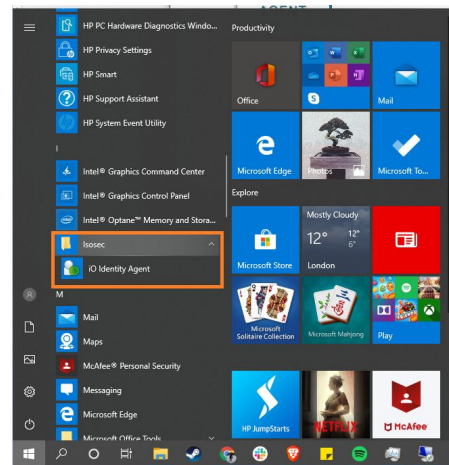 AGENT
HP PC Hardware Diagnostics Windo...
HP Privacy Settings
HP Smart
HP Support Assistant
HP System Event Utility
I
Intel® Graphics Command Center
Intel® Graphics Control Panel
Intel® Optane™ Memory and Stora...
Isosec
iO Identity Agent
M
Mail
Maps
McAfee® Personal Security
Messaging
Microsoft Edge
Microsoft Office Tools
Productivity
Office
Mail
Microsoft Edge
Photos
Microsoft To...
Explore
Microsoft Store
Mostly Cloudy
12°
12°
6°
London
Microsoft
Solitaire Collection
Microsoft Mahjong
Play
HP JumpStarts
NETFLIX
McAfee